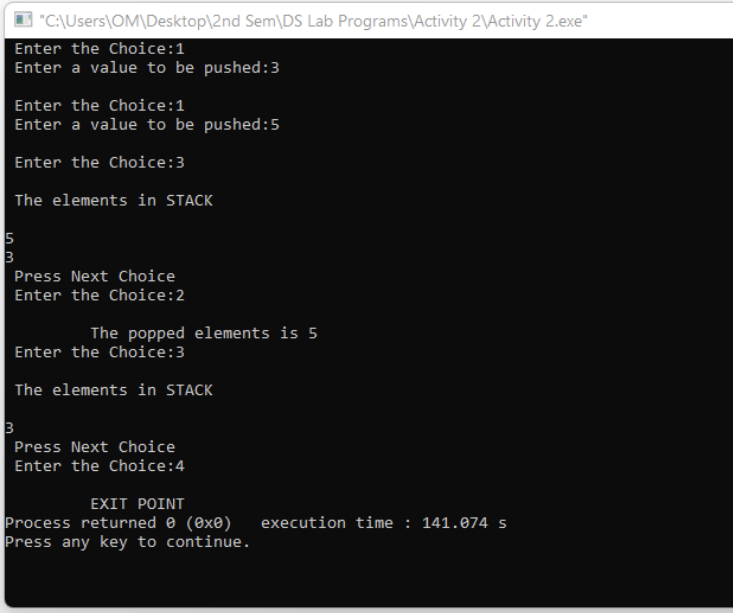 "C:\Users\OM\Desktop\2nd Sem\DS Lab Programs\Activity 2\Activity 2.exe"
Enter the Choice:1
Enter a value to be pushed:3
Enter the Choice:1
Enter a value to be pushed:5
Enter the Choice:3
The elements in STACK
5
3
Press Next Choice
Enter the Choice:2
The popped elements is 5
Enter the Choice:3
The elements in STACK
3
Press Next Choice
Enter the Choice:4
EXIT POINT
Process returned 0 (0x0)   execution time : 141.074 s
Press any key to continue.